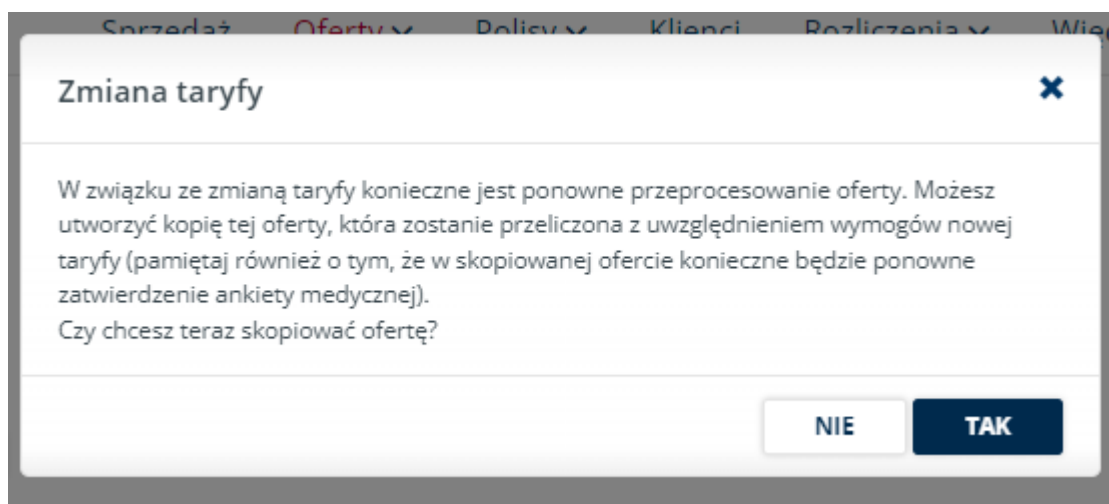 Sprzedaż Oferty Polisy Klienci Rozliczenia
Zmiana taryfy
W związku ze zmianą taryfy konieczne jest ponowne przeprocesowanie oferty. Możesz
utworzyć kopię tej oferty, która zostanie przeliczona z uwzględnieniem wymogów nowej
taryfy (pamiętaj również o tym, że w skopiowanej ofercie konieczne będzie ponowne
zatwierdzenie ankiety medycznej).
Czy chcesz teraz skopiować ofertę?
NIE TAK